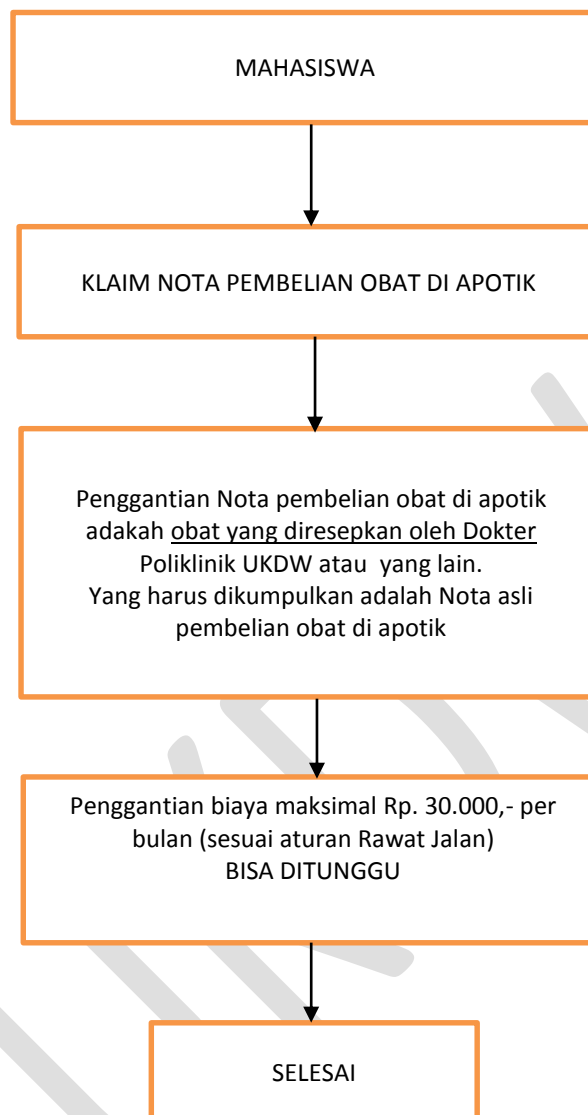 MAHASISWA
KLAIM NOTA PEMBELIAN OBAT DI APOTIK
Penggantian Nota pembelian obat di apotik
adakah obat yang diresepkan oleh Dokter
Poliklinik UKDW atau yang lain.
Yang harus dikumpulkan adalah Nota asli
pembelian obat di apotik
Penggantian biaya maksimal Rp. 30.000,- per
bulan (sesuai aturan Rawat Jalan)
BISA DITUNGGU
SELESAI